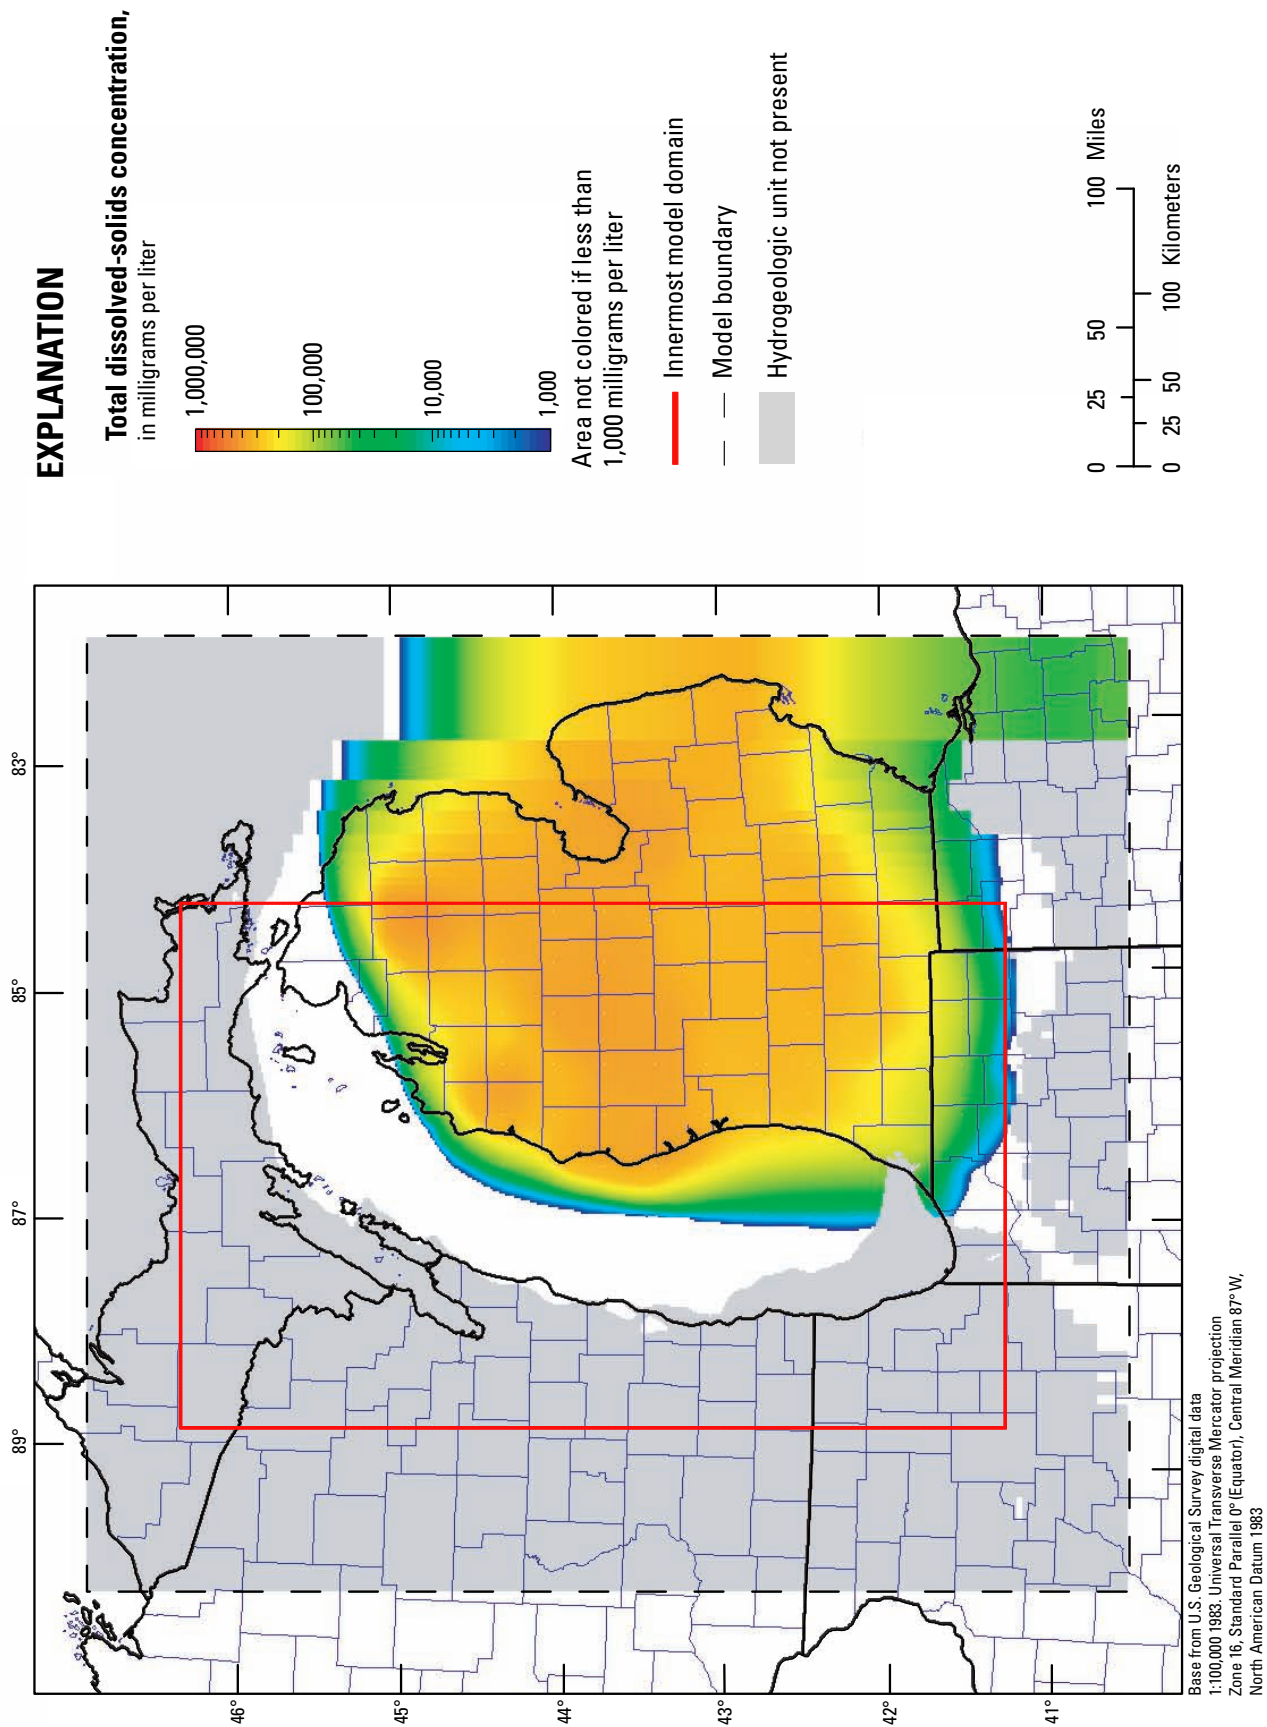 EXPLANATION
Total dissolved-solids concentration,
in milligrams per liter
1,000,000
100,000
10,000
1,000
Area not colored if less than
1,000 milligrams per liter
Innermost model domain
Model boundary
Hydrogeologic unit not present
0 25 50 100 Miles
0 25 50 100 Kilometers
83°
85°
87°
89°
46°
45°
44°
43°
42°
41°
Base from U.S. Geological Survey digital data
1:100,000 1983. Universal Transverse Mercator projection
Zone 16, Standard Parallel 0° (Equator), Central Meridian 87° W,
North American Datum 1983